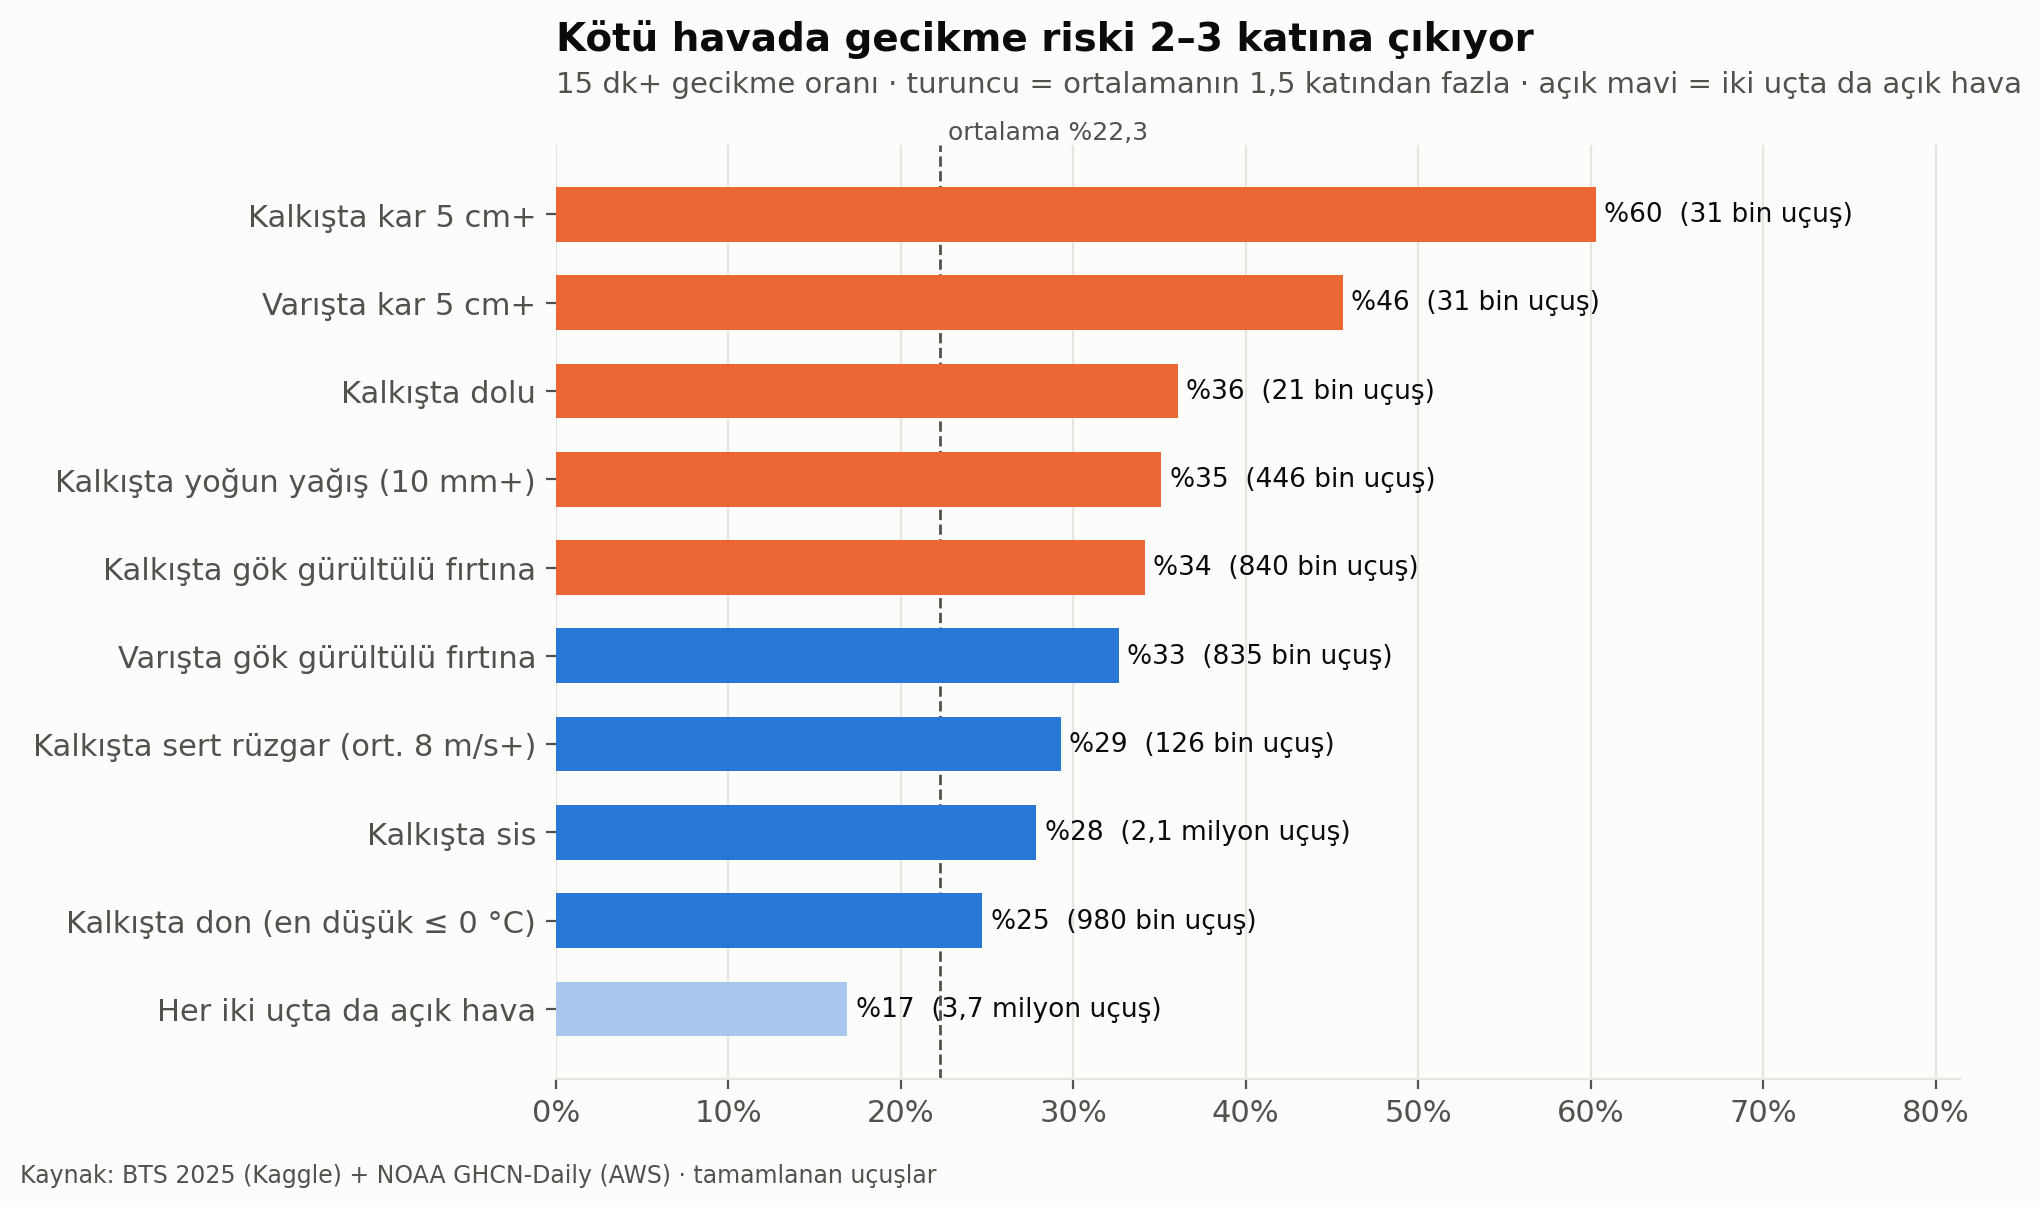 Kötü havada gecikme riski 2–3 katına çıkıyor
15 dk+ gecikme oranı · turuncu = ortalamanın 1,5 katından fazla · açık mavi = iki uçta da açık hava
ortalama %22,3
Kalkışta kar 5 cm+ %60 (31 bin uçuş)
Varışta kar 5 cm+ %46 (31 bin uçuş)
Kalkışta dolu %36 (21 bin uçuş)
Kalkışta yoğun yağış (10 mm+) %35 (446 bin uçuş)
Kalkışta gök gürültülü fırtına %34 (840 bin uçuş)
Varışta gök gürültülü fırtına %33 (835 bin uçuş)
Kalkışta sert rüzgar (ort. 8 m/s+) %29 (126 bin uçuş)
Kalkışta sis %28 (2,1 milyon uçuş)
Kalkışta don (en düşük ≤ 0 °C) %25 (980 bin uçuş)
Her iki uçta da açık hava %17 (3,7 milyon uçuş)
0% 10% 20% 30% 40% 50% 60% 70% 80%
Kaynak: BTS 2025 (Kaggle) + NOAA GHCN-Daily (AWS) · tamamlanan uçuşlar